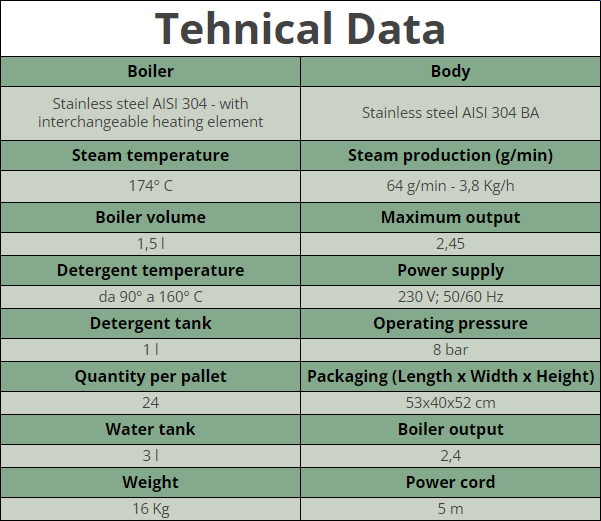 Tehnical Data
Boiler
Body
Stainless steel AISI 304 - with
interchangeable heating element
Stainless steel AISI 304 BA
Steam temperature
Steam production (g/min)
174º C
64 g/min - 3,8 Kg/h
Boiler volume
Maximum output
1,5 l
2,45
Detergent temperature
Power supply
da 90º a 160º C
230 V; 50/60 Hz
Detergent tank
Operating pressure
1 l
8 bar
Quantity per pallet
Packaging (Length x Width x Height)
24
53x40x52 cm
Water tank
Boiler output
3 l
2,4
Weight
Power cord
16 Kg
5 m